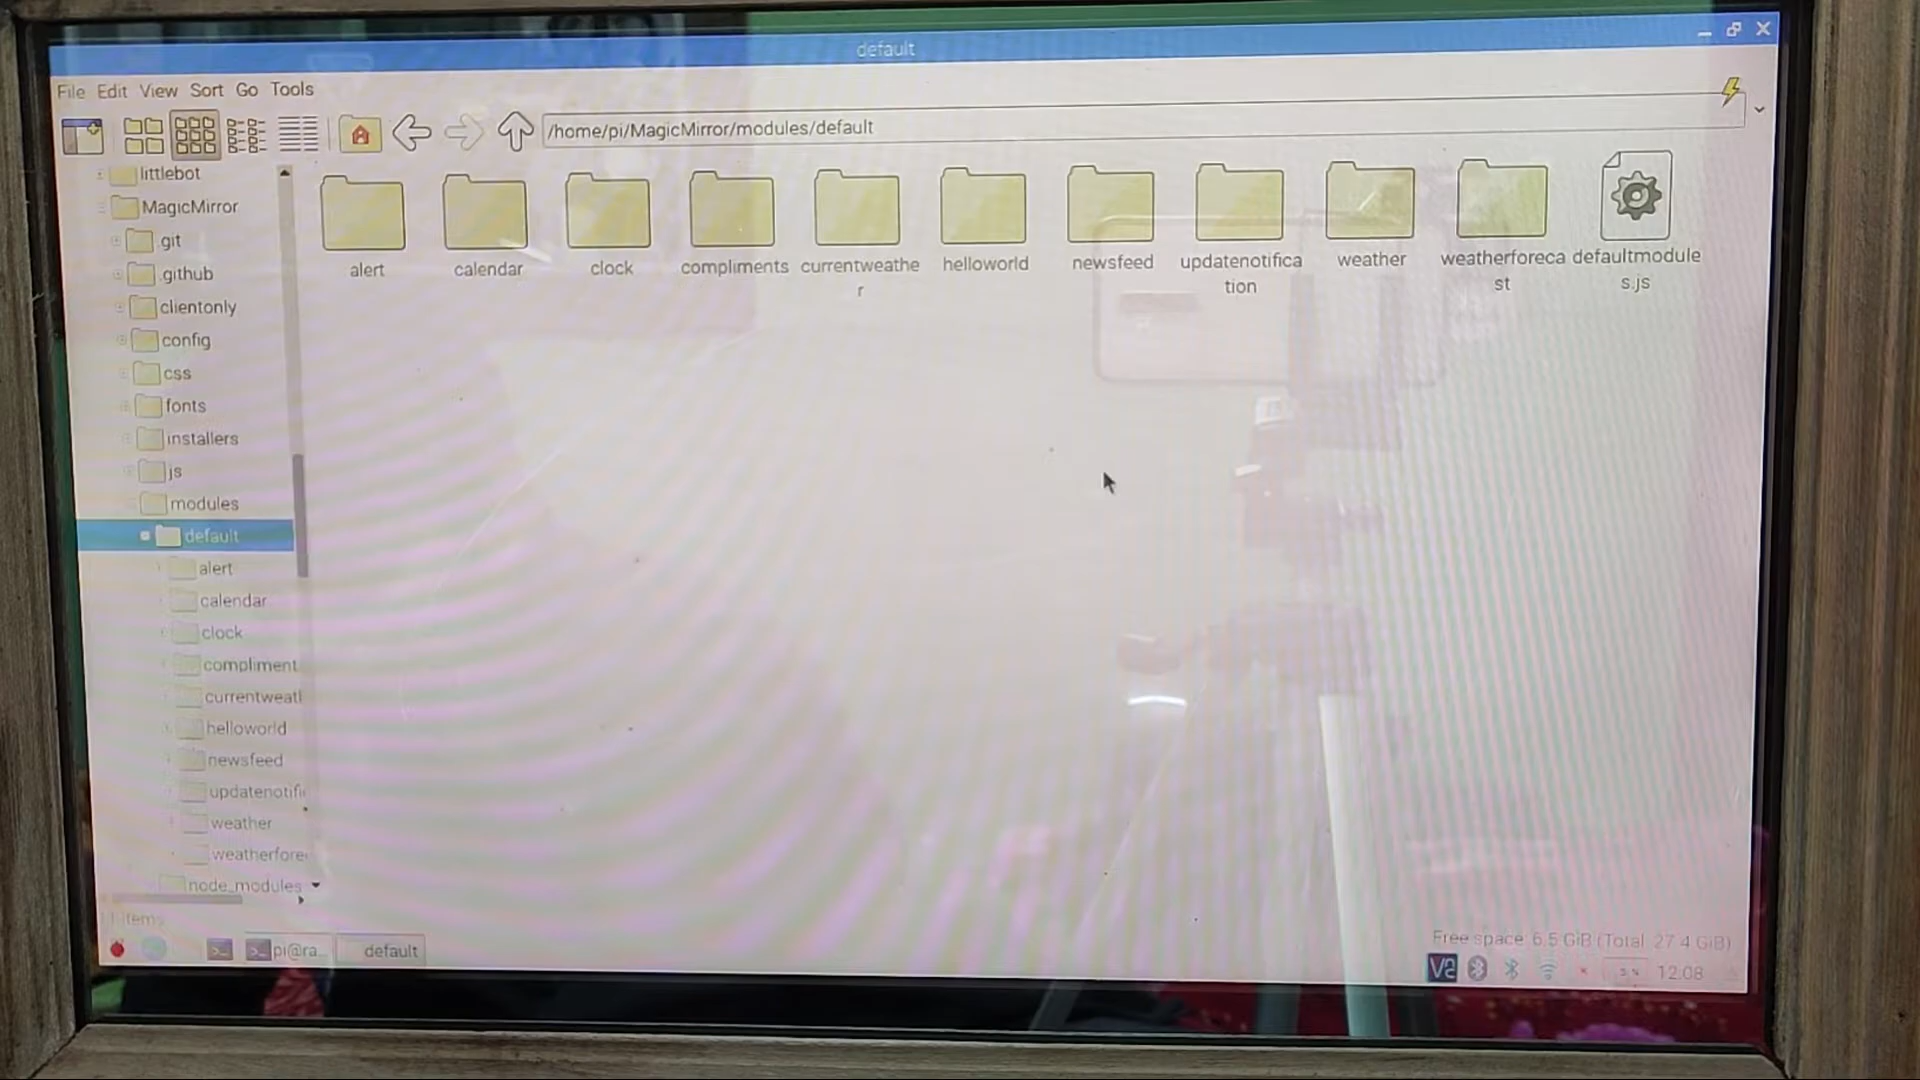 default
File Edit View Sort Go Tools
/home/pi/MagicMirror/modules/default
littlebot
MagicMirror
.git
.github
clientonly
config
css
fonts
installers
js
modules
default
alert
calendar
clock
compliment
currentweatl
helloworld
newsfeed
updatenotifi
weather
weatherfore
node_modules
alert
calendar
clock
compliments
currentweathe
r
helloworld
newsfeed
updatenotifica
tion
weather
weatherforeca
st
defaultmodule
s.js
11 items
Free space: 6.5 GiB (Total: 27.4 GiB)
pi@ra...
default
V2
12:08